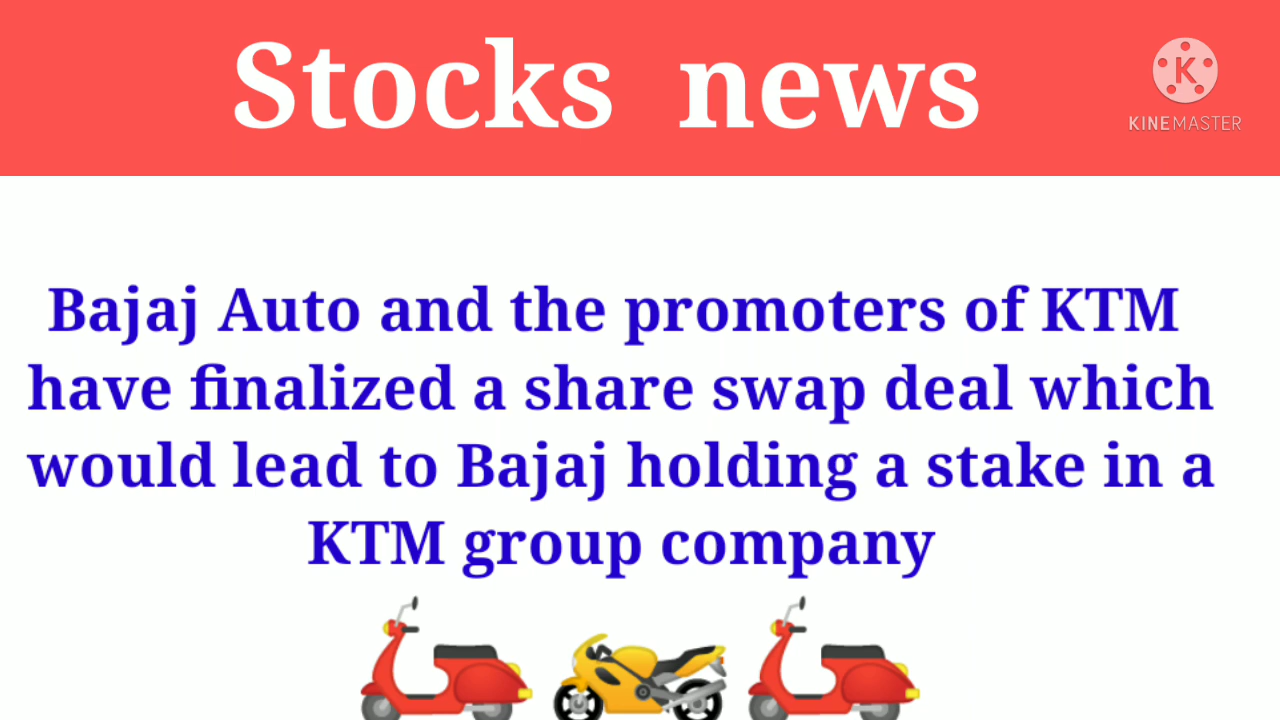 Stocks news
K
KINEMASTER
Bajaj Auto and the promoters of KTM
have finalized a share swap deal which
would lead to Bajaj holding a stake in a
KTM group company